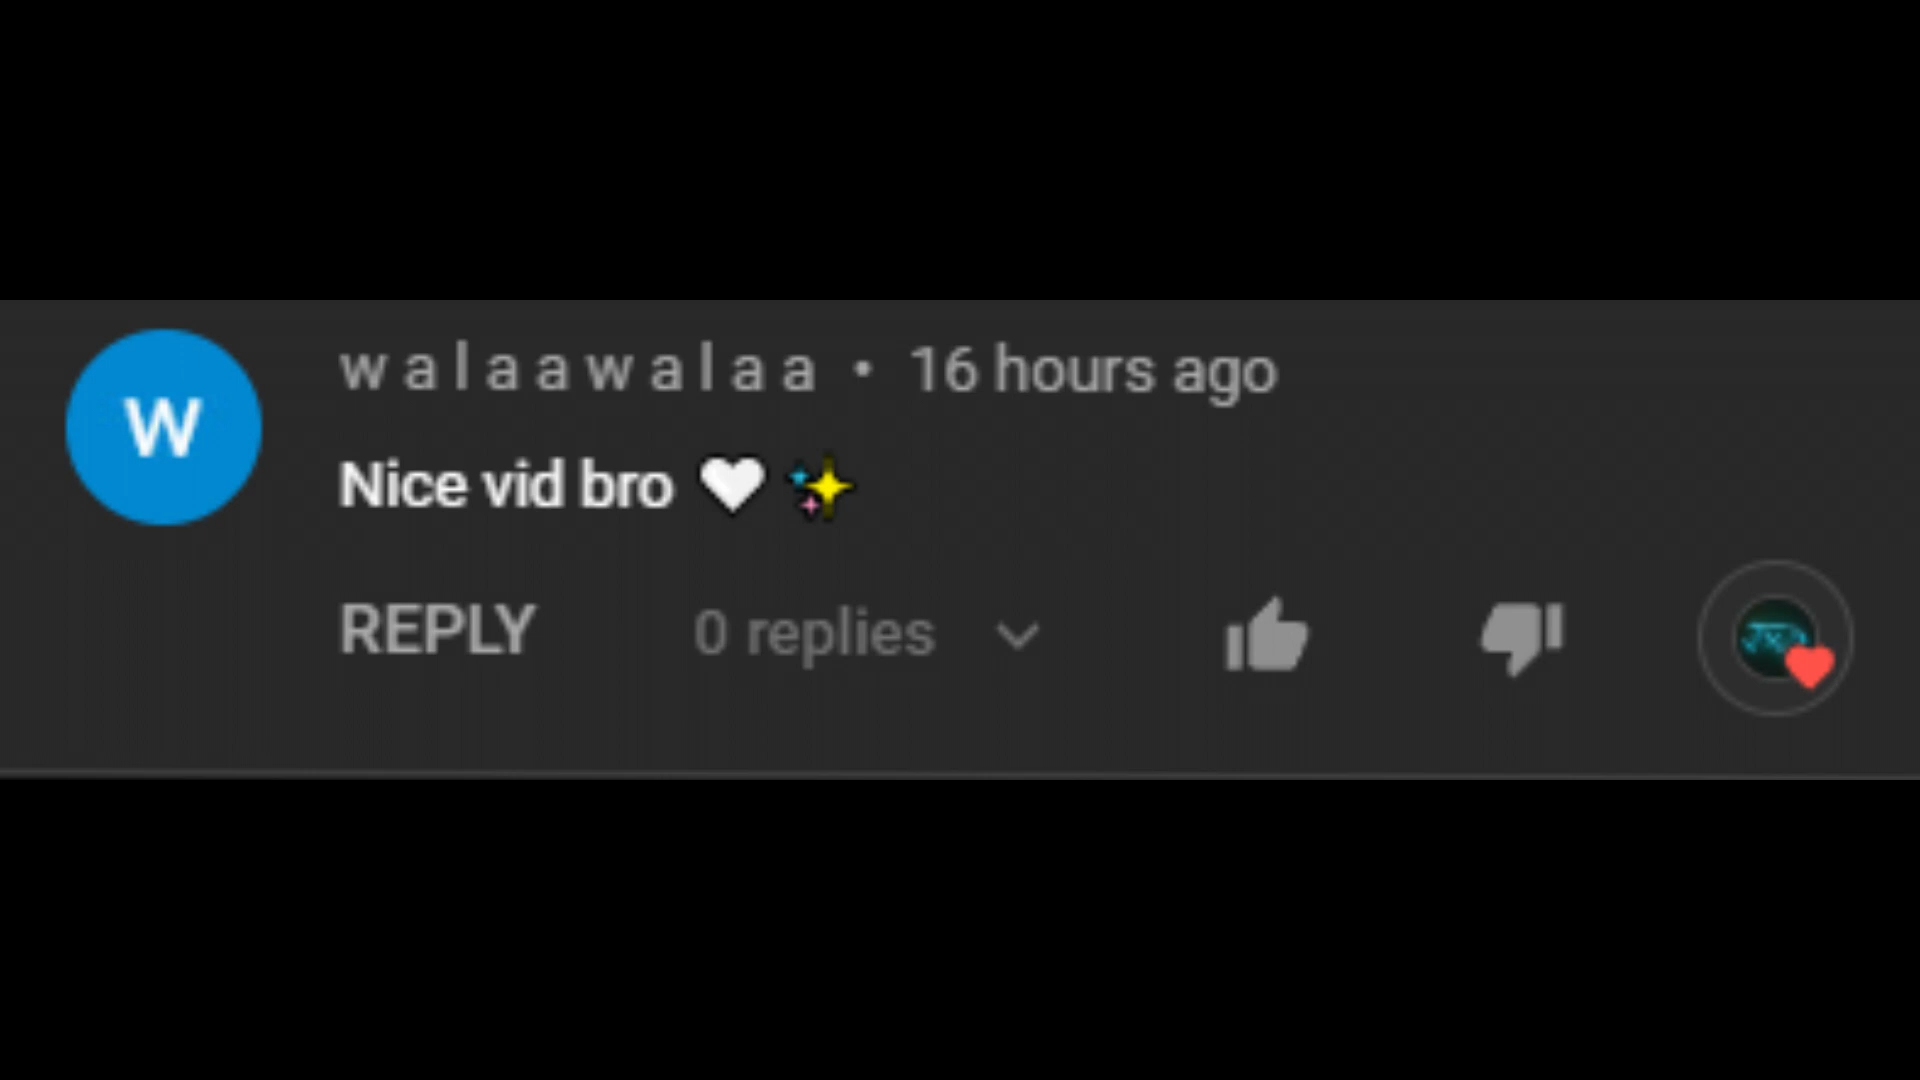 W
w a l a a w a l a a • 16 hours ago
Nice vid bro 🤍 ✨
REPLY 0 replies